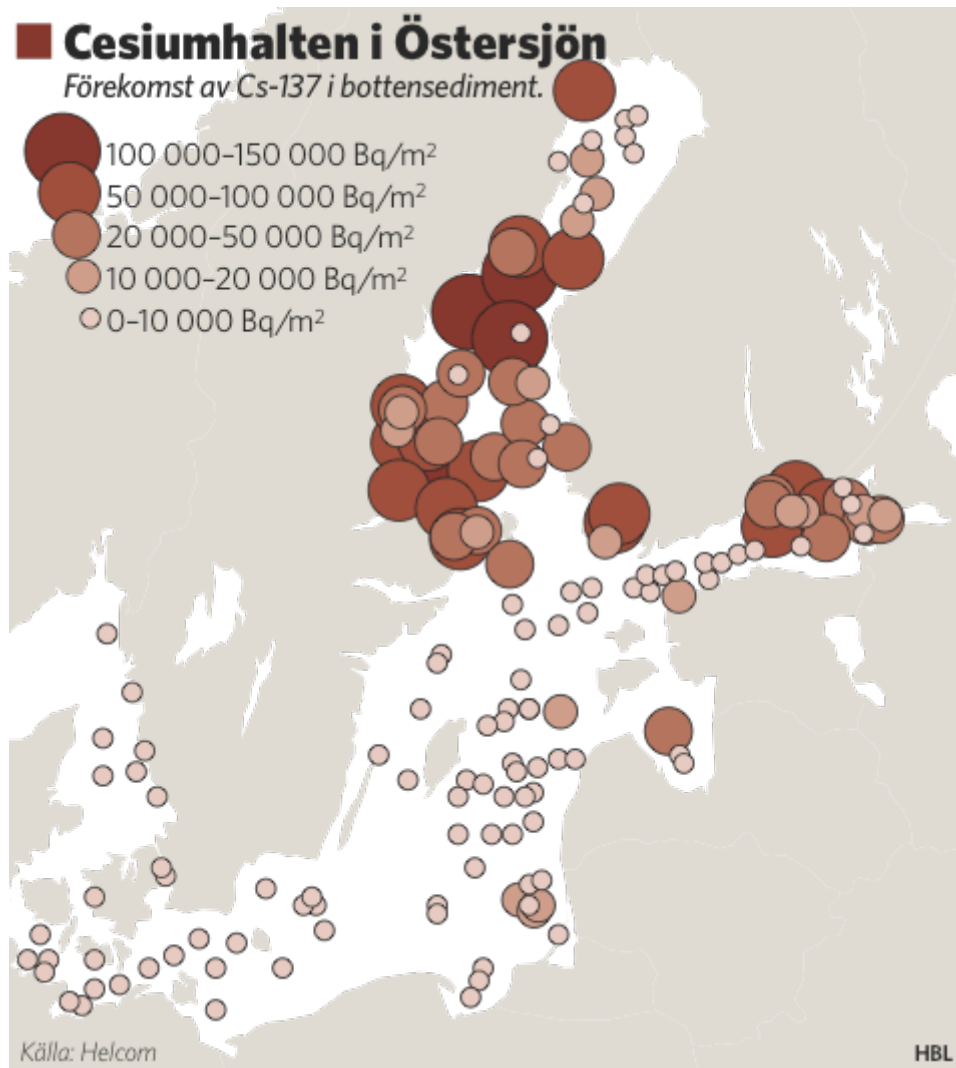 Cesiumhalten i Östersjön
Förekomst av Cs-137 i bottensediment.
100 000–150 000 Bq/m²
50 000–100 000 Bq/m²
20 000–50 000 Bq/m²
10 000–20 000 Bq/m²
0–10 000 Bq/m²
Källa: Helcom
HBL